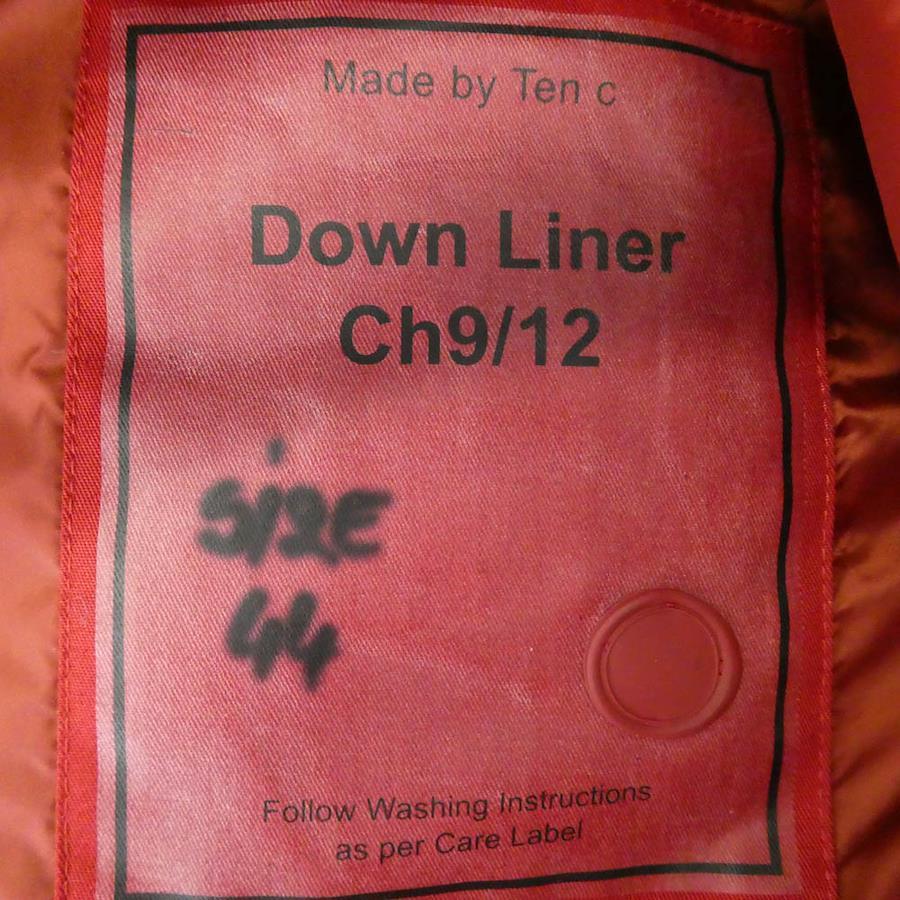 Made by Ten c
Down Liner
Ch9/12
SIZE
44
Follow Washing Instructions
as per Care Label